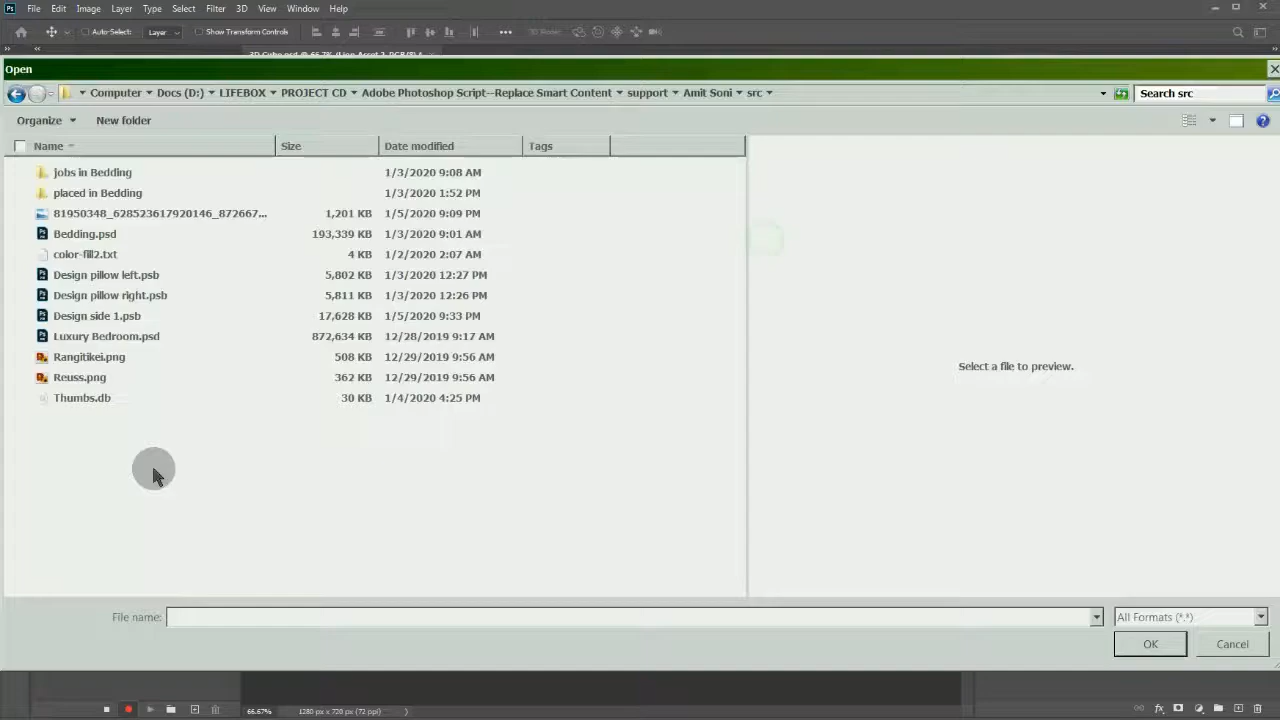 Ps File Edit Image Layer Type Select Filter 3D View Window Help
Auto-Select: Layer Show Transform Controls
3D Cube.psd @ 66.7%
Open
Computer Docs (D:) LIFEBOX PROJECT CD Adobe Photoshop Script--Replace Smart Content support Amit Soni src Search src
Organize New folder
Name Size Date modified Tags
jobs in Bedding 1/3/2020 9:08 AM
placed in Bedding 1/3/2020 1:52 PM
81950348_628523617920146_872667... 1,201 KB 1/5/2020 9:09 PM
Bedding.psd 193,339 KB 1/3/2020 9:01 AM
color-fill2.txt 4 KB 1/2/2020 2:07 AM
Design pillow left.psb 5,802 KB 1/3/2020 12:27 PM
Design pillow right.psb 5,811 KB 1/3/2020 12:26 PM
Design side 1.psb 17,628 KB 1/5/2020 9:33 PM
Luxury Bedroom.psd 872,634 KB 12/28/2019 9:17 AM
Rangitikei.png 508 KB 12/29/2019 9:56 AM
Reuss.png 362 KB 12/29/2019 9:56 AM
Thumbs.db 30 KB 1/4/2020 4:25 PM
Select a file to preview.
File name: All Formats (*.*)
OK Cancel
66.67% 1280 px x 720 px (72 ppi)